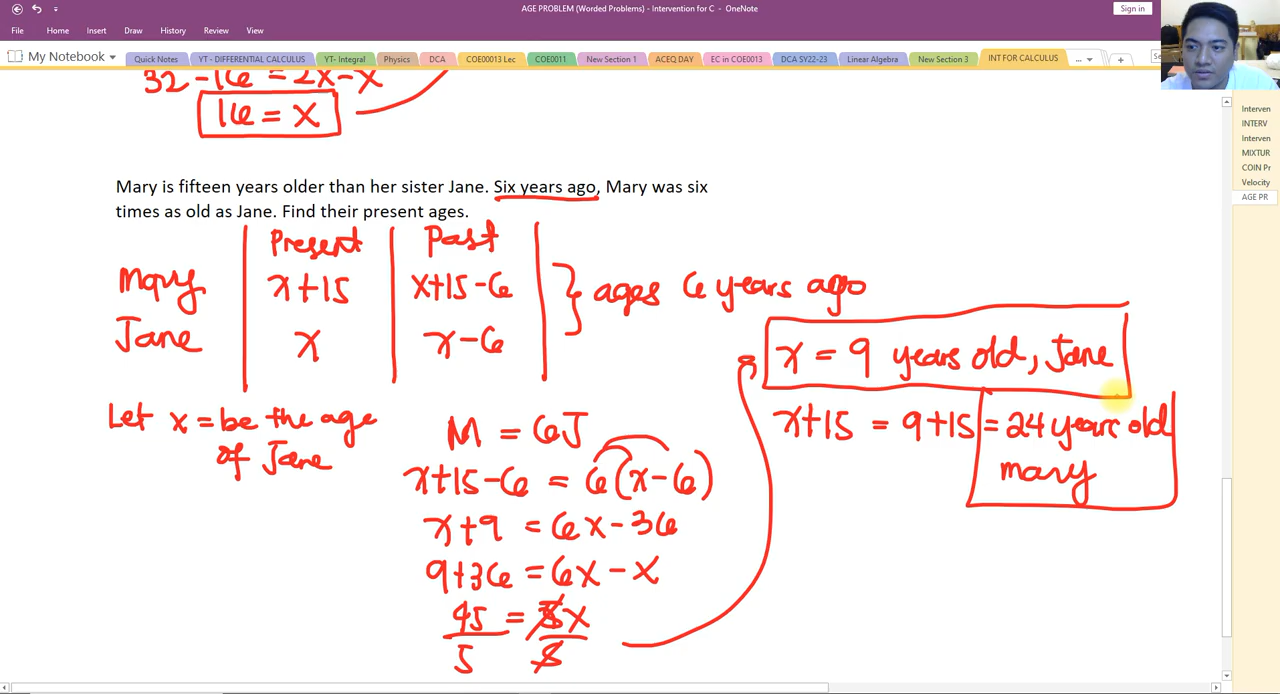 AGE PROBLEM (Worded Problems) - Intervention for C - OneNote
Sign in
File Home Insert Draw History Review View
My Notebook
Quick Notes YT - DIFFERENTIAL CALCULUS YT- Integral Physics DCA COE00013 Lec COE0011 New Section 1 ACEQ DAY EC in COE0013 DCA SY22-23 Linear Algebra New Section 3 INT FOR CALCULUS ...
Interven
INTERV
Interven
MIXTUR
COIN Pr
Velocity
AGE PR
32 - 16 = 2x - x
16 = x
Mary is fifteen years older than her sister Jane. Six years ago, Mary was six
times as old as Jane. Find their present ages.
Present Past
Mary x+15 x+15-6
Jane x x-6
} ages 6 years ago
Let x = be the age
of Jane
M = 6J
x+15-6 = 6(x-6)
x+9 = 6x-36
9+36 = 6x-x
45 = 5x
5 5
x = 9 years old, Jane
x+15 = 9+15 = 24 years old
mary